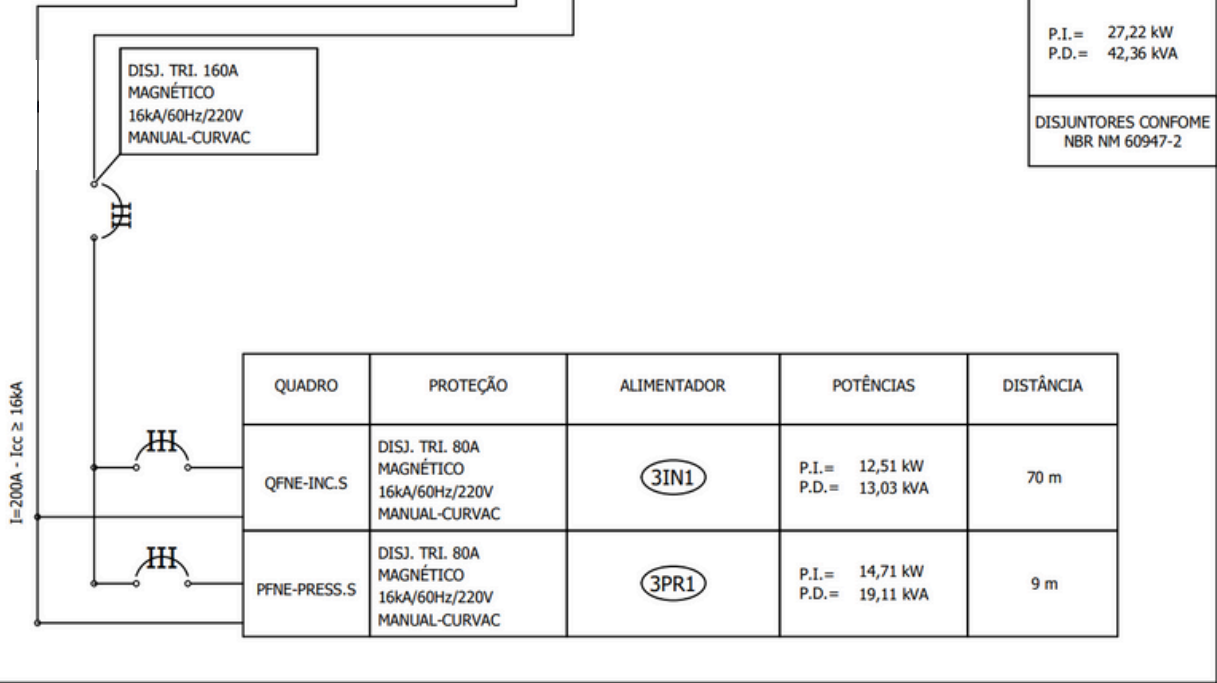 P.I.= 27,22 kW
P.D.= 42,36 kVA
DISJUNTORES CONFOME
NBR NM 60947-2
DISJ. TRI. 160A
MAGNÉTICO
16kA/60Hz/220V
MANUAL-CURVAC
I=200A - Icc ≥ 16kA
QUADRO PROTEÇÃO ALIMENTADOR POTÊNCIAS DISTÂNCIA
QFNE-INC.S
DISJ. TRI. 80A
MAGNÉTICO
16kA/60Hz/220V
MANUAL-CURVAC
3IN1
P.I.= 12,51 kW
P.D.= 13,03 kVA
70 m
PFNE-PRESS.S
DISJ. TRI. 80A
MAGNÉTICO
16kA/60Hz/220V
MANUAL-CURVAC
3PR1
P.I.= 14,71 kW
P.D.= 19,11 kVA
9 m